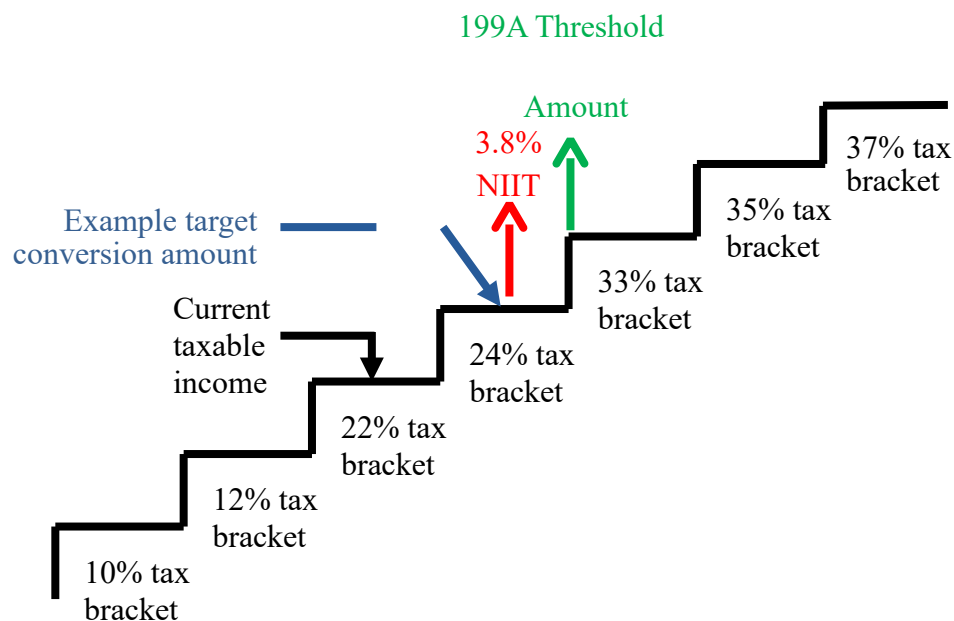 199A Threshold
Amount
3.8%
NIIT
37% tax
bracket
35% tax
bracket
Example target
conversion amount
33% tax
bracket
Current
taxable
income
24% tax
bracket
22% tax
bracket
12% tax
bracket
10% tax
bracket